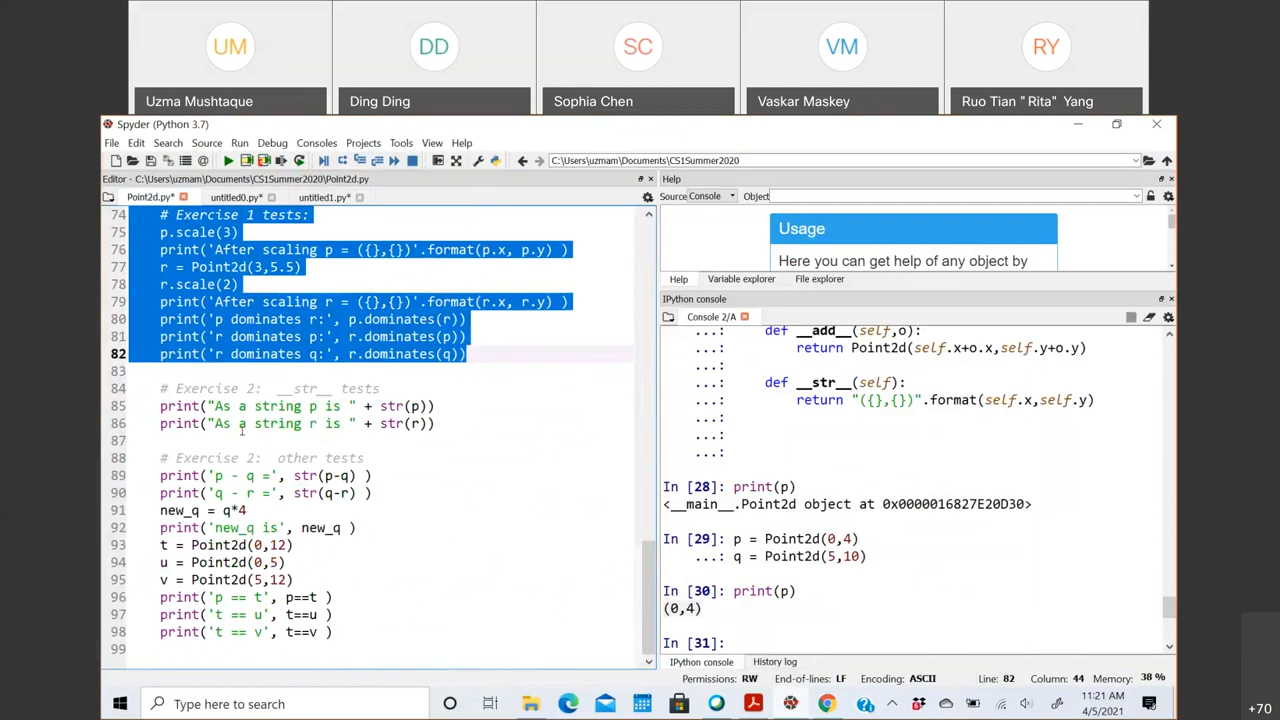 UM
DD
SC
VM
RY
Uzma Mushtaque
Ding Ding
Sophia Chen
Vaskar Maskey
Ruo Tian "Rita" Yang
Spyder (Python 3.7)
File Edit Search Source Run Debug Consoles Projects Tools View Help
C:\Users\uzmam\Documents\CS1Summer2020
Editor - C:\Users\uzmam\Documents\CS1Summer2020\Point2d.py
Point2d.py* untitled0.py* untitled1.py*
74 # Exercise 1 tests:
75 p.scale(3)
76 print('After scaling p = ({},{})'.format(p.x, p.y) )
77 r = Point2d(3,5.5)
78 r.scale(2)
79 print('After scaling r = ({},{})'.format(r.x, r.y) )
80 print('p dominates r:', p.dominates(r))
81 print('r dominates p:', r.dominates(p))
82 print('r dominates q:', r.dominates(q))
83
84 # Exercise 2:  __str__ tests
85 print("As a string p is " + str(p))
86 print("As a string r is " + str(r))
87
88 # Exercise 2:  other tests
89 print('p - q =', str(p-q) )
90 print('q - r =', str(q-r) )
91 new_q = q*4
92 print('new_q is', new_q )
93 t = Point2d(0,12)
94 u = Point2d(0,5)
95 v = Point2d(5,12)
96 print('p == t', p==t )
97 print('t == u', t==u )
98 print('t == v', t==v )
99
Help
Source Console Object
Usage
Here you can get help of any object by
Help Variable explorer File explorer
IPython console
Console 2/A
...: def __add__(self,o):
...: return Point2d(self.x+o.x,self.y+o.y)
...:
...: def __str__(self):
...: return "({},{})".format(self.x,self.y)
...:
...:
...:
In [28]: print(p)
<__main__.Point2d object at 0x0000016827E20D30>
In [29]: p = Point2d(0,4)
...: q = Point2d(5,10)
In [30]: print(p)
(0,4)
In [31]:
IPython console History log
Permissions: RW End-of-lines: LF Encoding: ASCII Line: 82 Column: 44 Memory: 38 %
Type here to search
11:21 AM
4/5/2021
+70